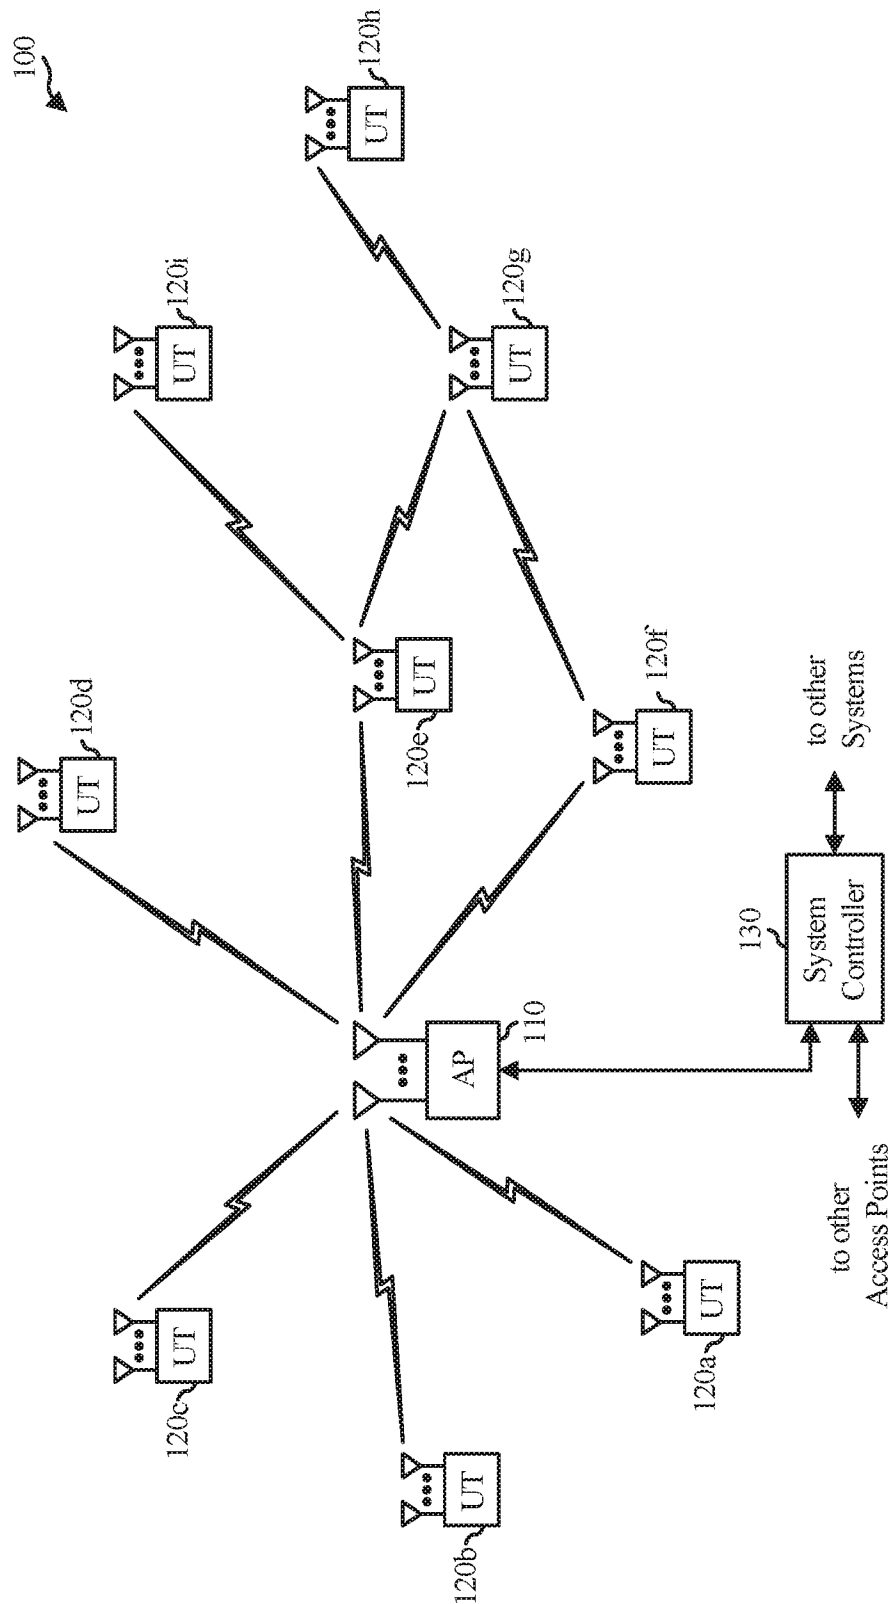 100
UT
120d
UT
120c
UT
120i
UT
120h
UT
120e
UT
120b
AP
110
UT
120g
UT
120f
UT
120a
130
System
Controller
to other
Systems
to other
Access Points